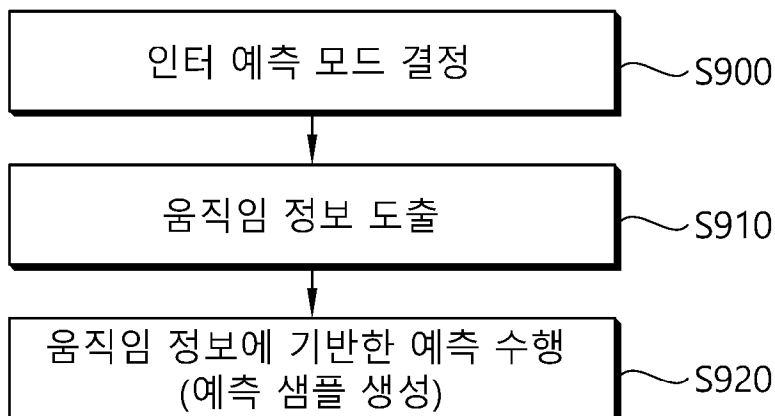 인터 예측 모드 결정
S900
움직임 정보 도출
S910
움직임 정보에 기반한 예측 수행
(예측 샘플 생성)
S920